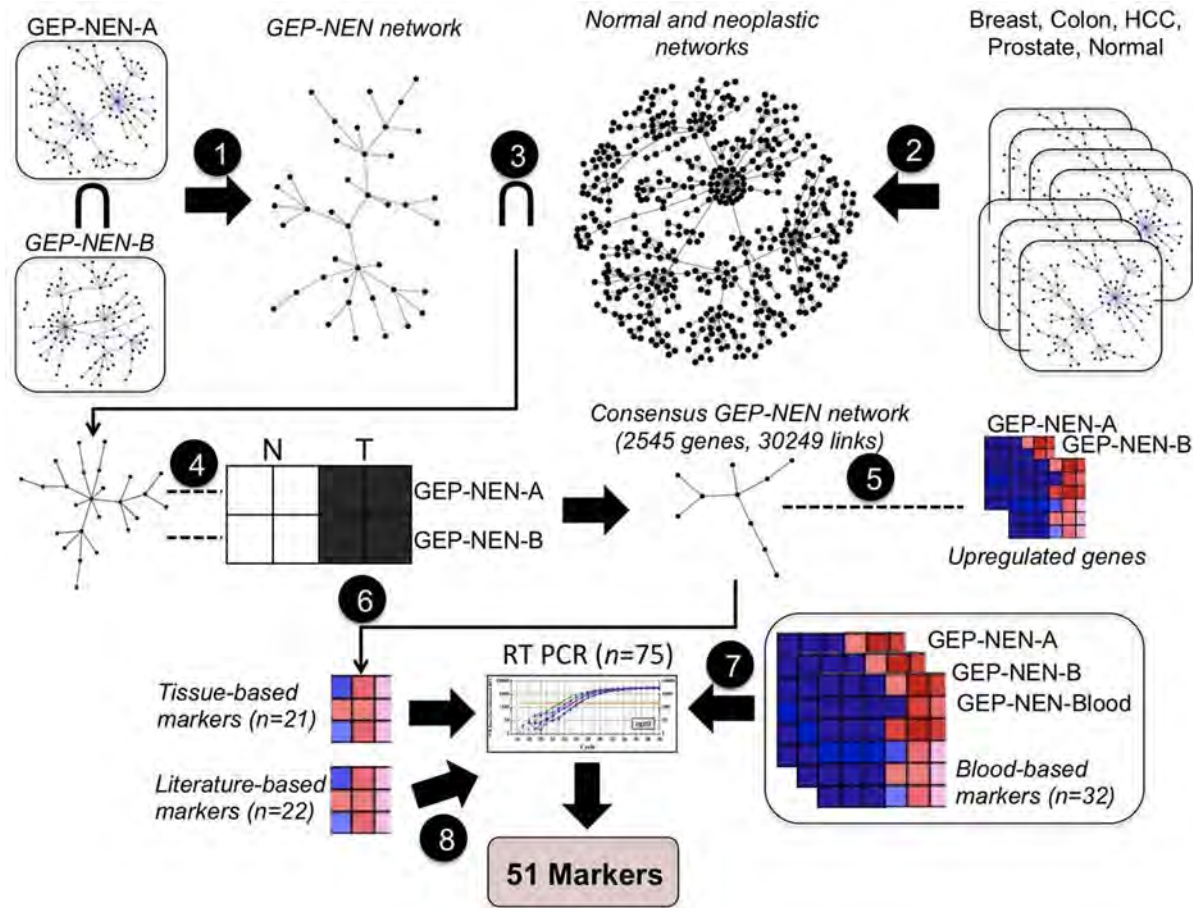 GEP-NEN-A
GEP-NEN network
Normal and neoplastic
networks
Breast, Colon, HCC,
Prostate, Normal
1
3
2
GEP-NEN-B
4
N T
GEP-NEN-A
GEP-NEN-B
Consensus GEP-NEN network
(2545 genes, 30249 links)
5
GEP-NEN-A
GEP-NEN-B
Upregulated genes
6
Tissue-based
markers (n=21)
RT PCR (n=75)
Cycle
7
GEP-NEN-A
GEP-NEN-B
GEP-NEN-Blood
Blood-based
markers (n=32)
Literature-based
markers (n=22)
8
51 Markers